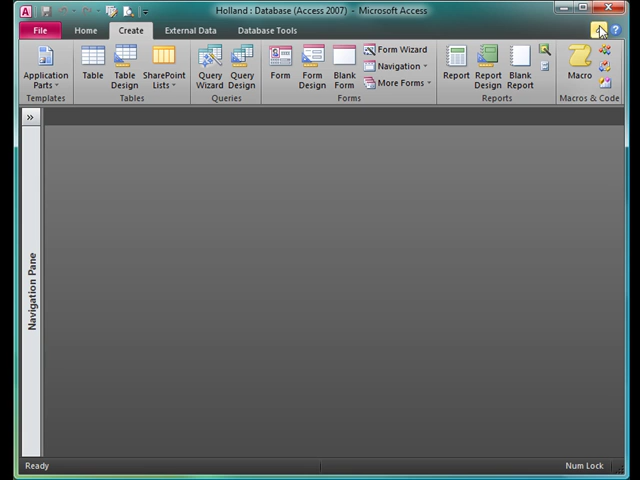 Holland : Database (Access 2007) - Microsoft Access
File Home Create External Data Database Tools
Application Parts
Table
Table Design
SharePoint Lists
Query Wizard
Query Design
Form
Form Design
Blank Form
Form Wizard
Navigation
More Forms
Report
Report Design
Blank Report
Macro
Templates Tables Queries Forms Reports Macros & Code
Navigation Pane
Ready Num Lock